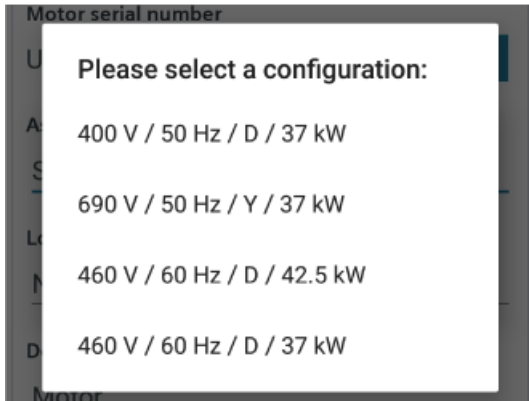 Motor serial number
Please select a configuration:
400 V / 50 Hz / D / 37 kW
690 V / 50 Hz / Y / 37 kW
460 V / 60 Hz / D / 42.5 kW
460 V / 60 Hz / D / 37 kW
Motor